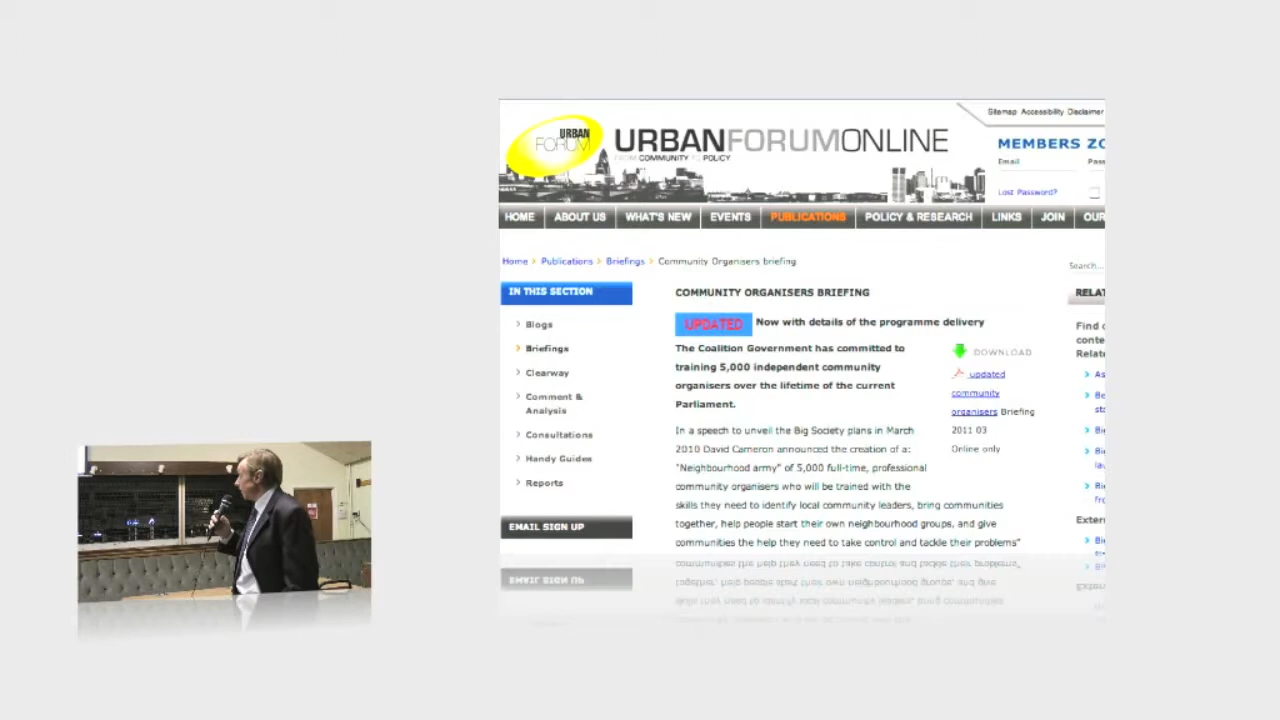 Sitemap Accessibility Disclaimer
URBAN
FORUM
URBANFORUMONLINE
FROM COMMUNITY TO POLICY
MEMBERS
Email
Lost Password?
HOME ABOUT US WHAT'S NEW EVENTS PUBLICATIONS POLICY & RESEARCH LINKS JOIN OUR
Home > Publications > Briefings > Community Organisers briefing
Search...
IN THIS SECTION
Blogs
Briefings
Clearway
Comment &
Analysis
Consultations
Handy Guides
Reports
EMAIL SIGN UP
COMMUNITY ORGANISERS BRIEFING
UPDATED Now with details of the programme delivery
The Coalition Government has committed to
training 5,000 independent community
organisers over the lifetime of the current
Parliament.
In a speech to unveil the Big Society plans in March
2010 David Cameron announced the creation of a:
"Neighbourhood army" of 5,000 full-time, professional
community organisers who will be trained with the
skills they need to identify local community leaders, bring communities
together, help people start their own neighbourhood groups, and give
communities the help they need to take control and tackle their problems"
DOWNLOAD
updated
community
organisers Briefing
2011 03
Online only
Find